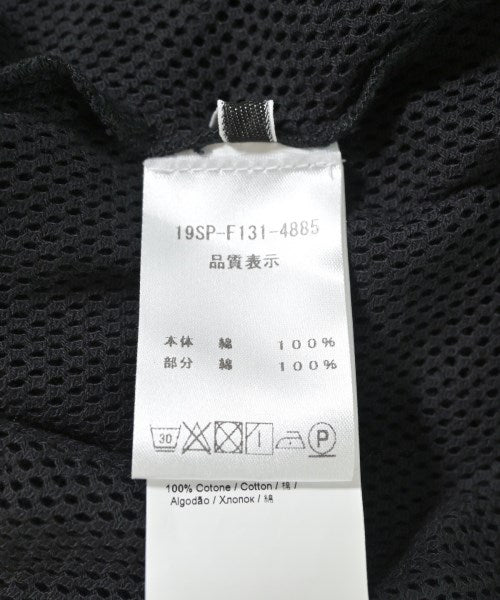 19SP-F131-4885
品質表示
本体 綿 100%
部分 綿 100%
30 P
100% Cotone / Cotton / 棉 /
Algodão / Хлопок / 綿